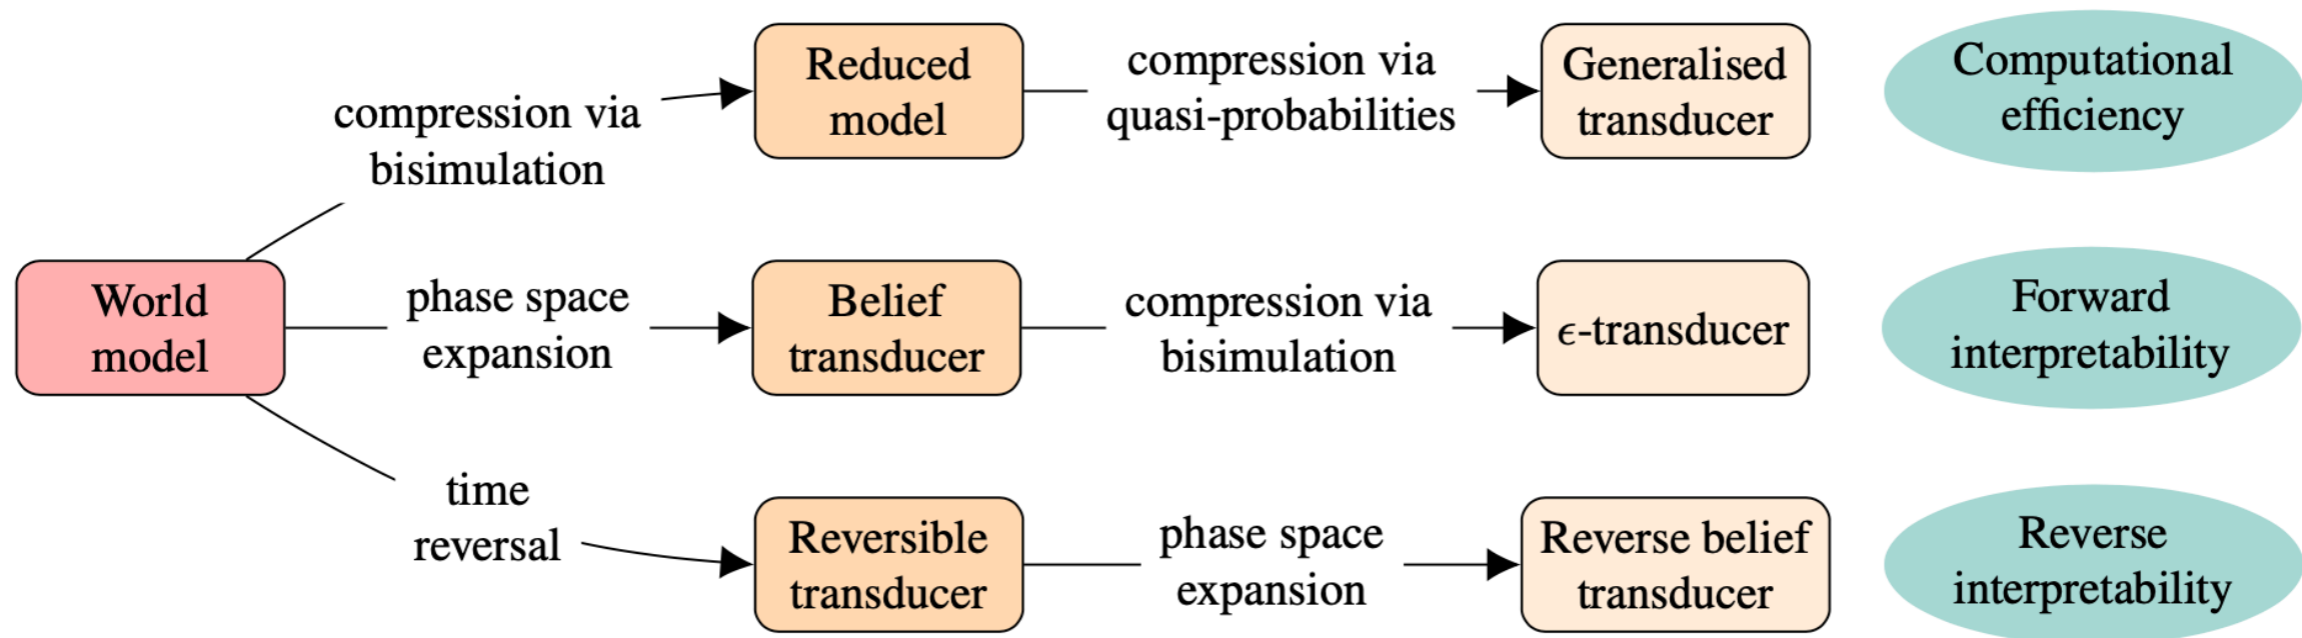 compression via
bisimulation
Reduced
model
compression via
quasi-probabilities
Generalised
transducer
Computational
efficiency
World
model
phase space
expansion
Belief
transducer
compression via
bisimulation
ϵ-transducer
Forward
interpretability
time
reversal
Reversible
transducer
phase space
expansion
Reverse belief
transducer
Reverse
interpretability